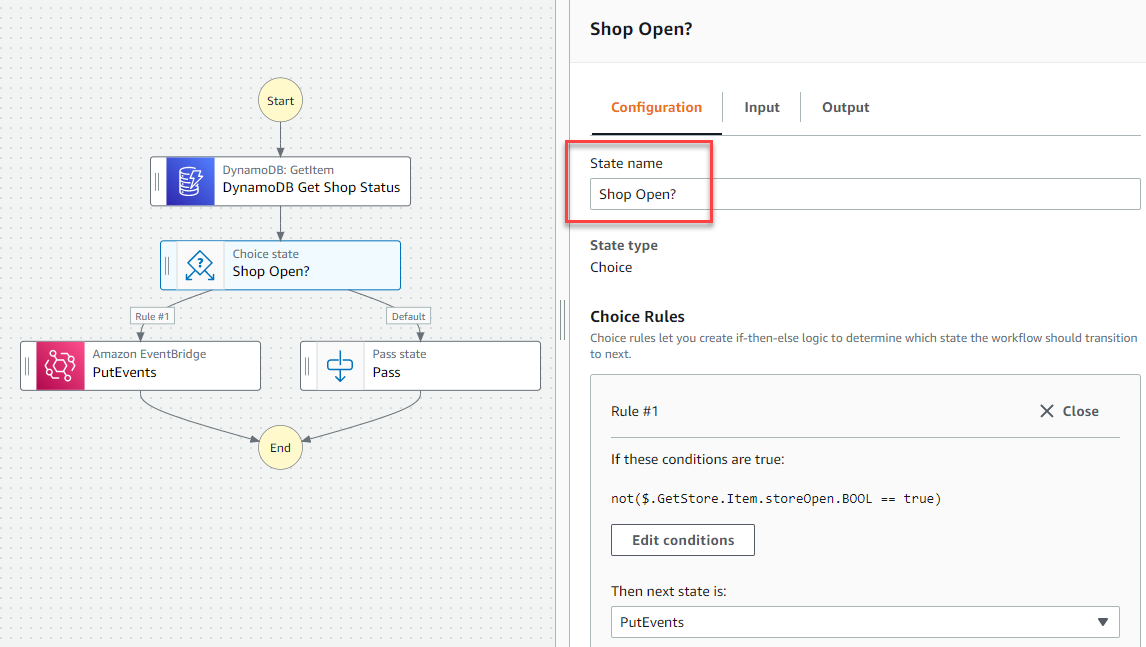 Start
DynamoDB: GetItem
DynamoDB Get Shop Status
Choice state
Shop Open?
Rule #1
Default
Amazon EventBridge
PutEvents
Pass state
Pass
End
Shop Open?
Configuration
Input
Output
State name
Shop Open?
State type
Choice
Choice Rules
Choice rules let you create if-then-else logic to determine which state the workflow should transition
to next.
Rule #1
Close
If these conditions are true:
not($.GetStore.Item.storeOpen.BOOL == true)
Edit conditions
Then next state is:
PutEvents